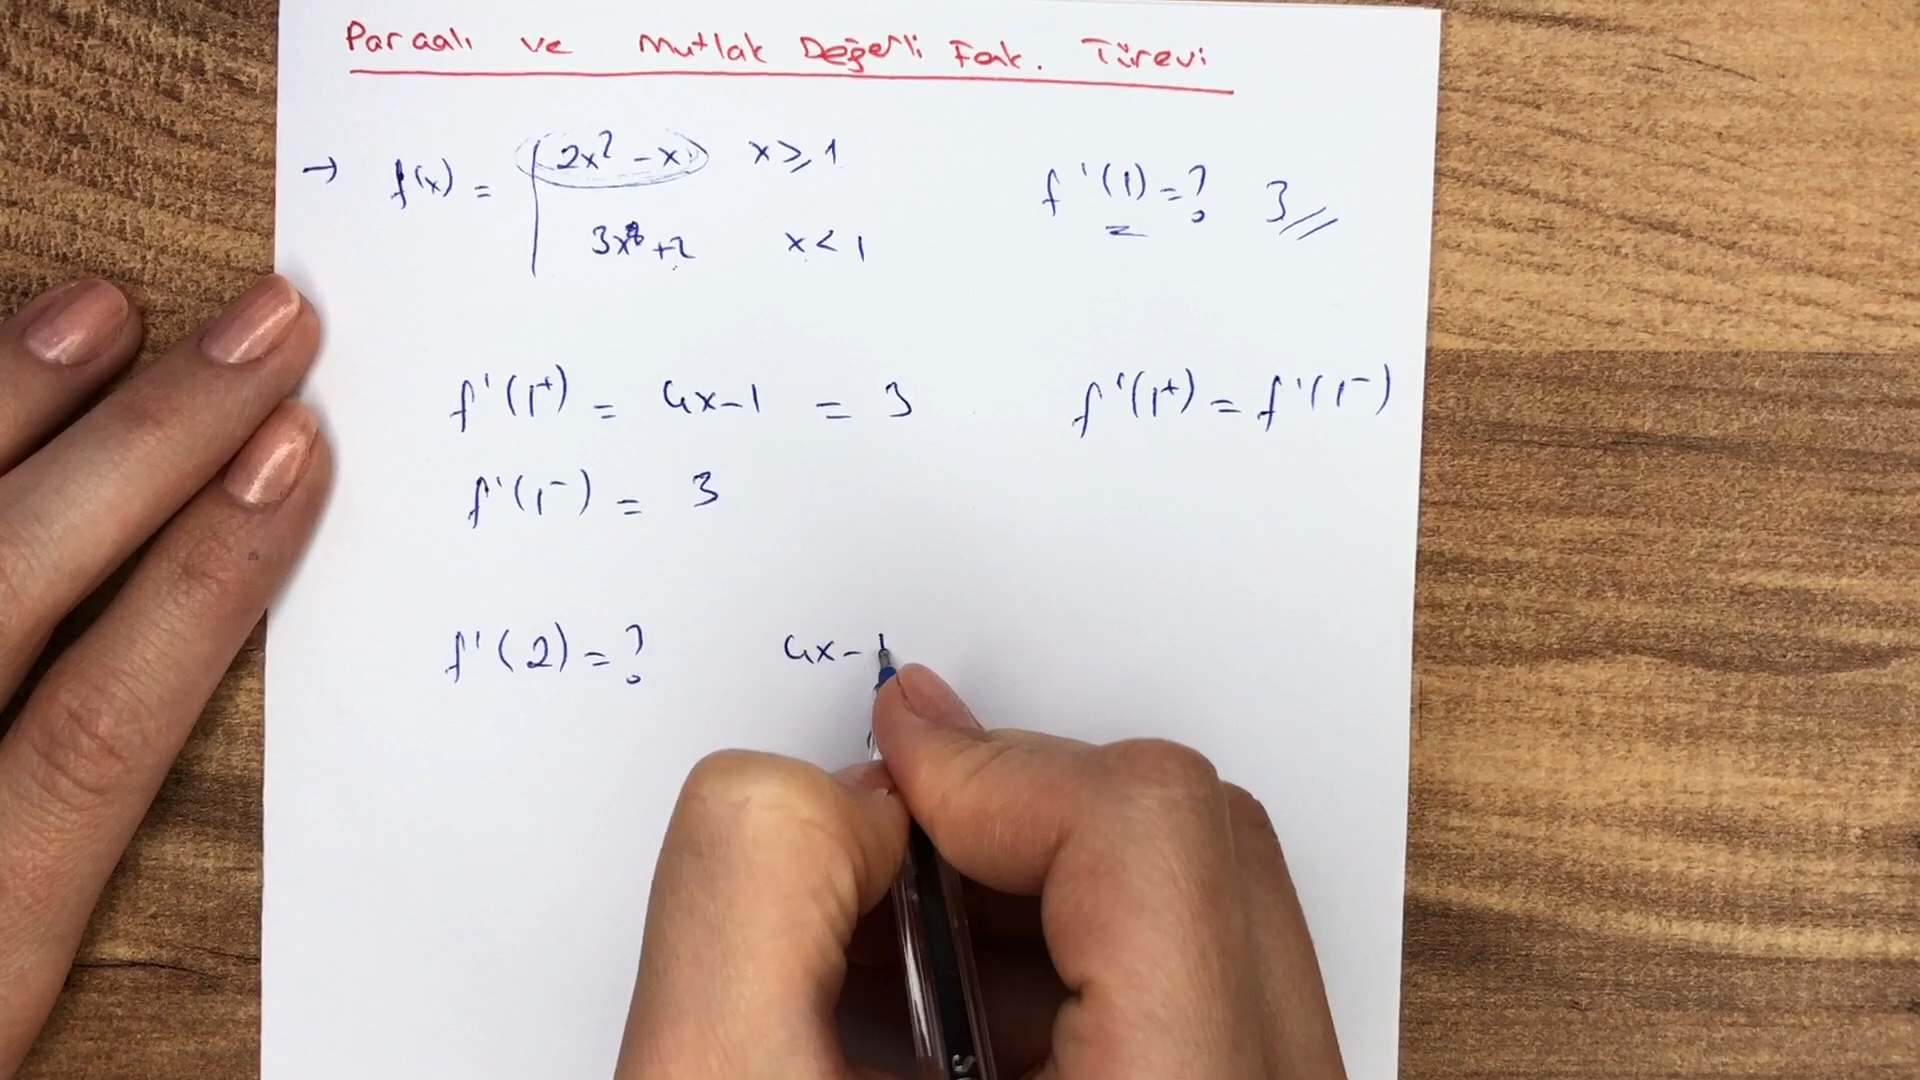 Parçalı ve Mutlak Değerli Fonk. Türevi
→ f(x) = 2x² - x x ≥ 1 f'(1) = ? 3
3x + 2 x < 1
f'(1⁺) = 4x - 1 = 3 f'(1⁺) = f'(1⁻)
f'(1⁻) = 3
f'(2) = ? 4x - 1